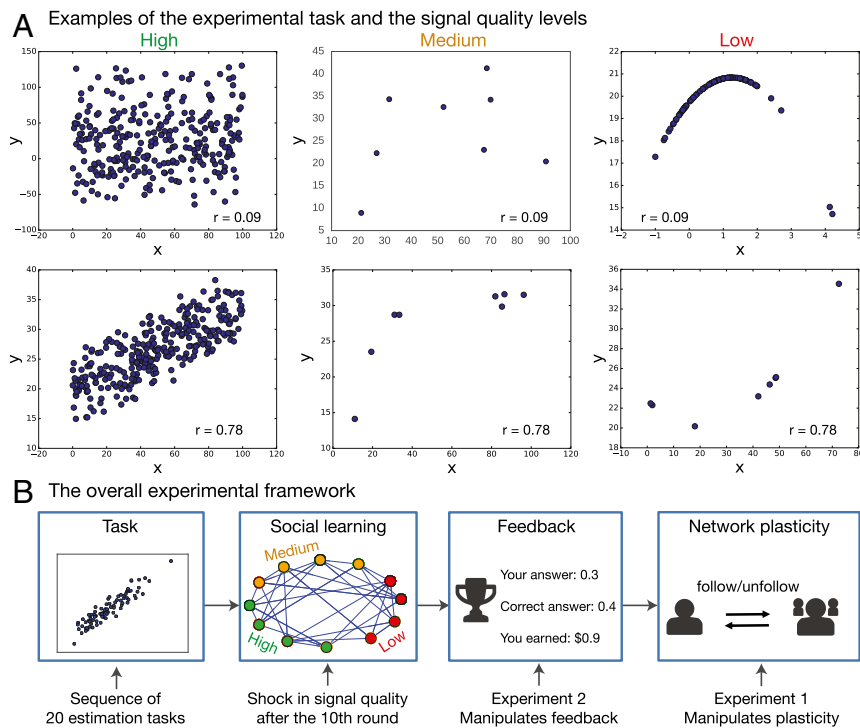 A Examples of the experimental task and the signal quality levels
High
Medium
Low
150
100
50
0
−50
−100
−20 0 20 40 60 80 100 120
y
x
r = 0.09
45
40
35
30
25
20
15
10
5
10 20 30 40 50 60 70 80 90 100
y
x
r = 0.09
22
21
20
19
18
17
16
15
14
−2 −1 0 1 2 3 4 5
y
x
r = 0.09
40
35
30
25
20
15
10
−20 0 20 40 60 80 100 120
y
x
r = 0.78
35
30
25
20
15
10
0 20 40 60 80 100 120
y
x
r = 0.78
36
34
32
30
28
26
24
22
20
18
−10 0 10 20 30 40 50 60 70 80
y
x
r = 0.78
B The overall experimental framework
Task
Social learning
Medium
High
Low
Feedback
Your answer: 0.3
Correct answer: 0.4
You earned: $0.9
Network plasticity
follow/unfollow
Sequence of
20 estimation tasks
Shock in signal quality
after the 10th round
Experiment 2
Manipulates feedback
Experiment 1
Manipulates plasticity